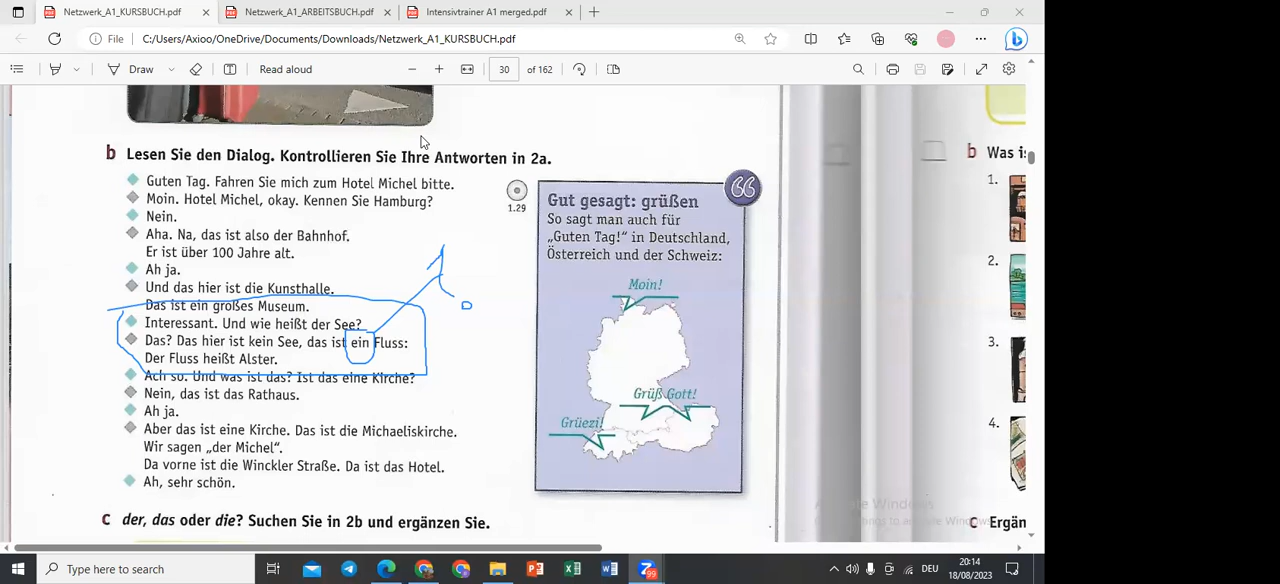 Netzwerk_A1_KURSBUCH.pdf
Netzwerk_A1_ARBEITSBUCH.pdf
Intensivtrainer A1 merged.pdf
File
C:/Users/Axioo/OneDrive/Documents/Downloads/Netzwerk_A1_KURSBUCH.pdf
Draw
Read aloud
30
of 162
b Lesen Sie den Dialog. Kontrollieren Sie Ihre Antworten in 2a.
Guten Tag. Fahren Sie mich zum Hotel Michel bitte.
Moin. Hotel Michel, okay. Kennen Sie Hamburg?
Nein.
Aha. Na, das ist also der Bahnhof.
Er ist über 100 Jahre alt.
Ah ja.
Und das hier ist die Kunsthalle.
Das ist ein großes Museum.
Interessant. Und wie heißt der See?
Das? Das hier ist kein See, das ist ein Fluss:
Der Fluss heißt Alster.
Ach so. Und was ist das? Ist das eine Kirche?
Nein, das ist das Rathaus.
Ah ja.
Aber das ist eine Kirche. Das ist die Michaeliskirche.
Wir sagen „der Michel".
Da vorne ist die Winckler Straße. Da ist das Hotel.
Ah, sehr schön.
1.29
Gut gesagt: grüßen
So sagt man auch für
„Guten Tag!" in Deutschland,
Österreich und der Schweiz:
Moin!
Grüß Gott!
Grüezi!
c der, das oder die? Suchen Sie in 2b und ergänzen Sie.
b Was
1.
2.
3.
4.
c
Type here to search
99
DEU
20:14
18/08/2023